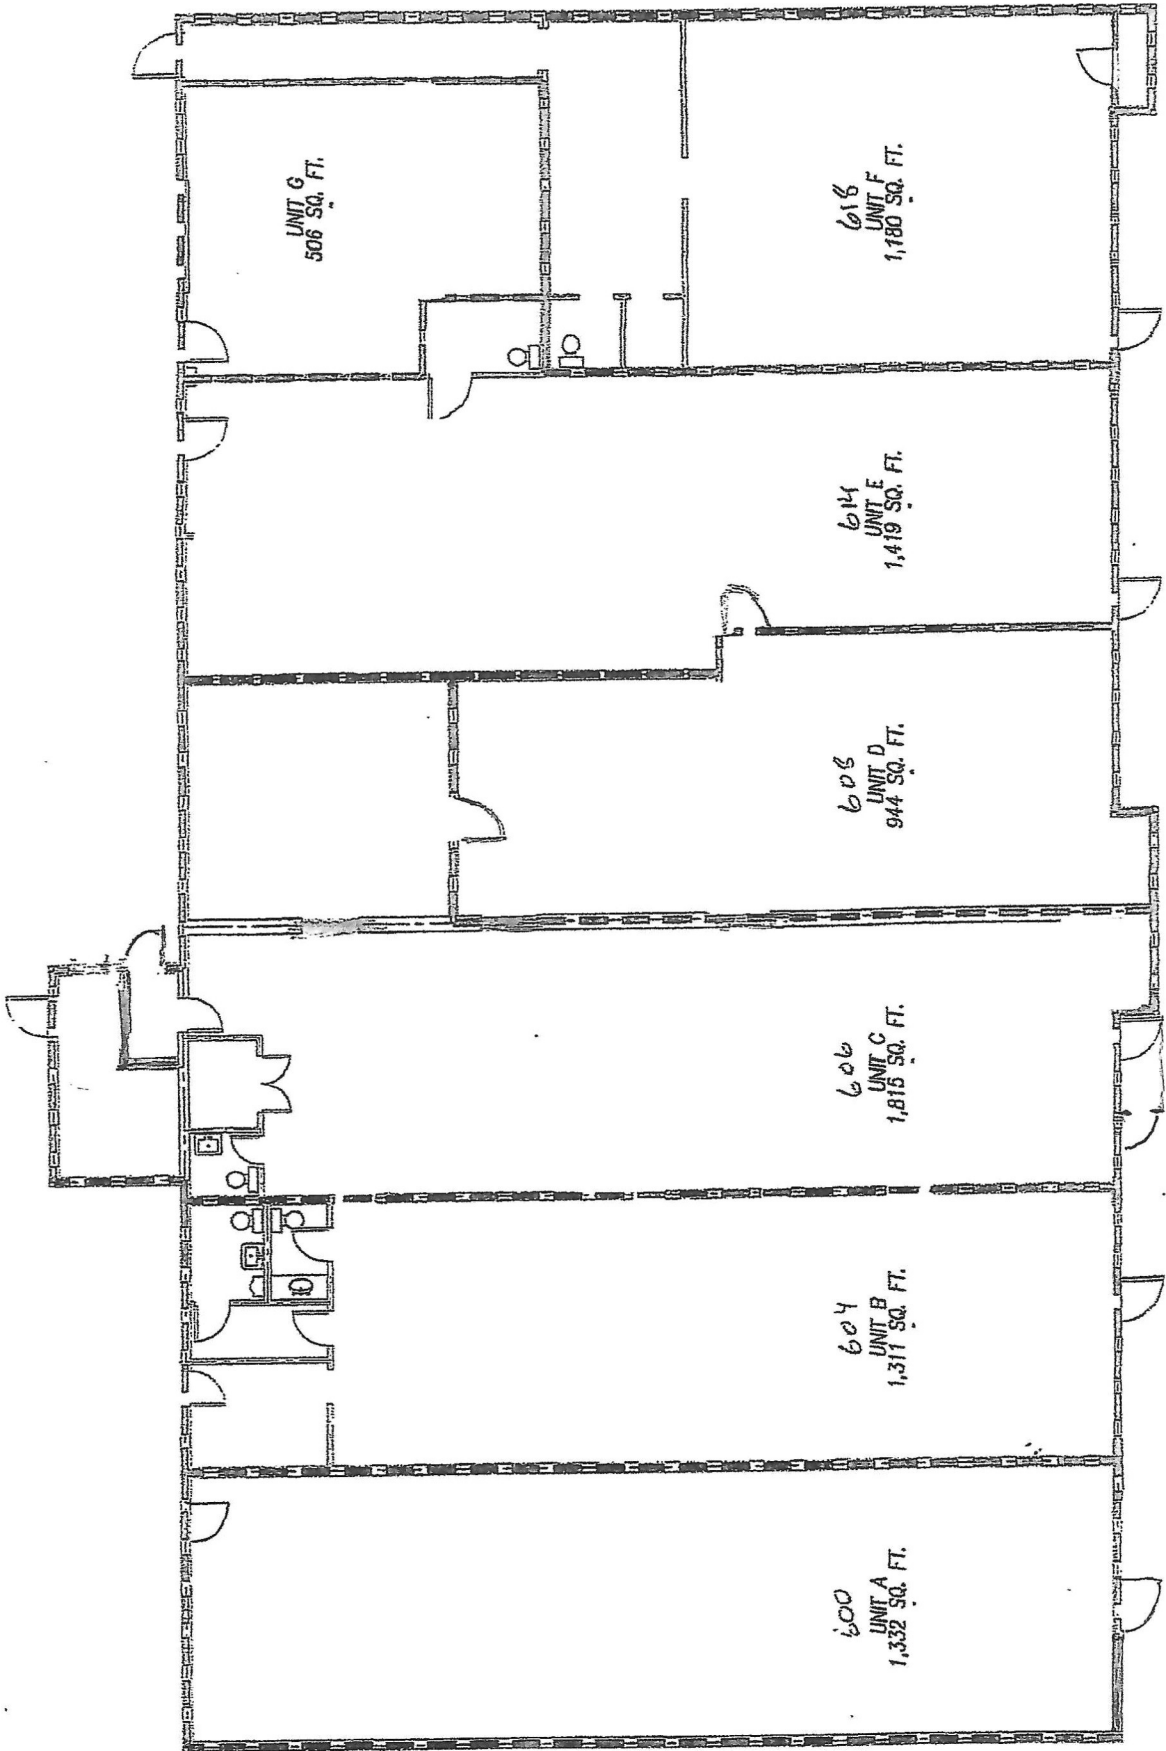 UNIT G
506 SQ. FT.
618
UNIT F
1,180 SQ. FT.
614
UNIT E
1,419 SQ. FT.
608
UNIT D
944 SQ. FT.
606
UNIT C
1,815 SQ. FT.
604
UNIT B
1,311 SQ. FT.
600
UNIT A
1,332 SQ. FT.